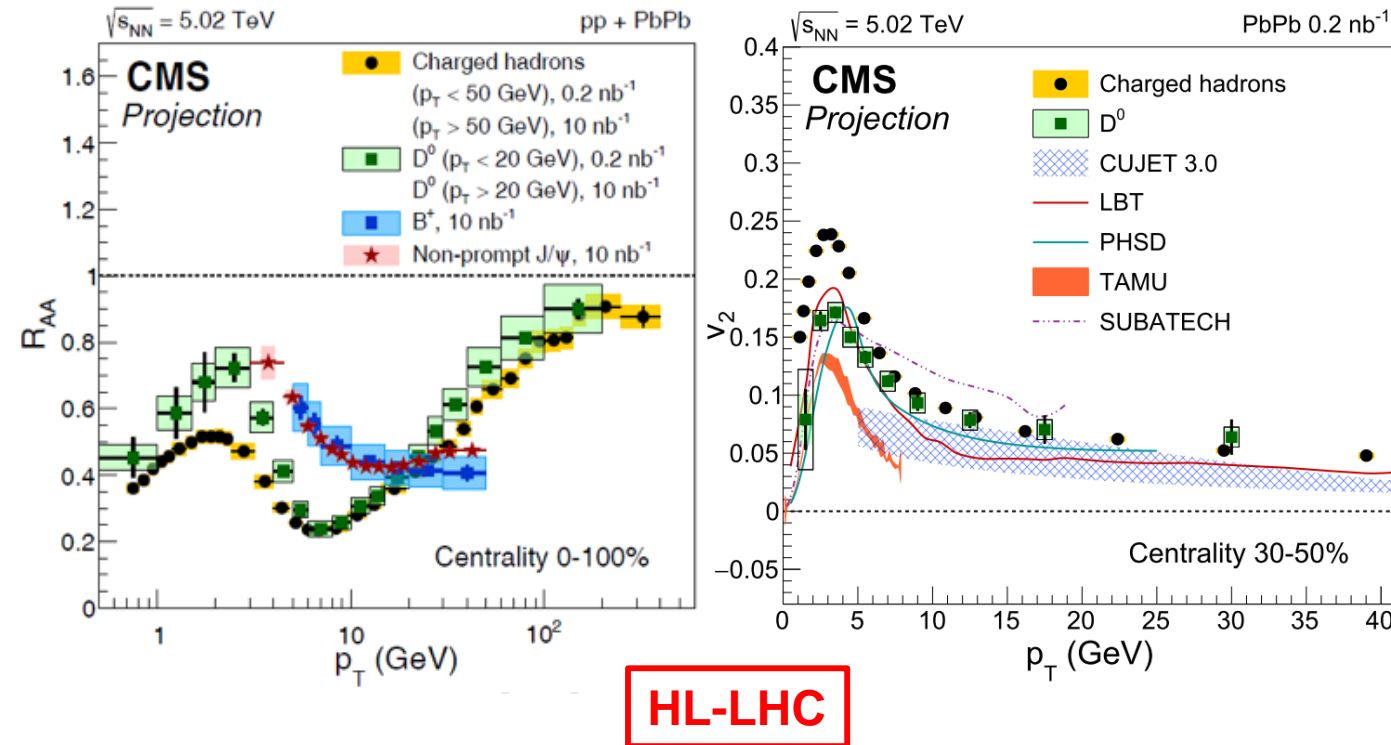 √s_NN = 5.02 TeV pp + PbPb
CMS
Projection
Charged hadrons
(p_T < 50 GeV), 0.2 nb⁻¹
(p_T > 50 GeV), 10 nb⁻¹
D⁰ (p_T < 20 GeV), 0.2 nb⁻¹
D⁰ (p_T > 20 GeV), 10 nb⁻¹
B⁺, 10 nb⁻¹
Non-prompt J/ψ, 10 nb⁻¹
R_AA
1.6
1.4
1.2
1
0.8
0.6
0.4
0.2
0
Centrality 0-100%
1 10 10²
p_T (GeV)
√s_NN = 5.02 TeV PbPb 0.2 nb⁻¹
CMS
Projection
Charged hadrons
D⁰
CUJET 3.0
LBT
PHSD
TAMU
SUBATECH
v₂
0.4
0.35
0.3
0.25
0.2
0.15
0.1
0.05
0
−0.05
Centrality 30-50%
0 5 10 15 20 25 30 35 40
p_T (GeV)
HL-LHC